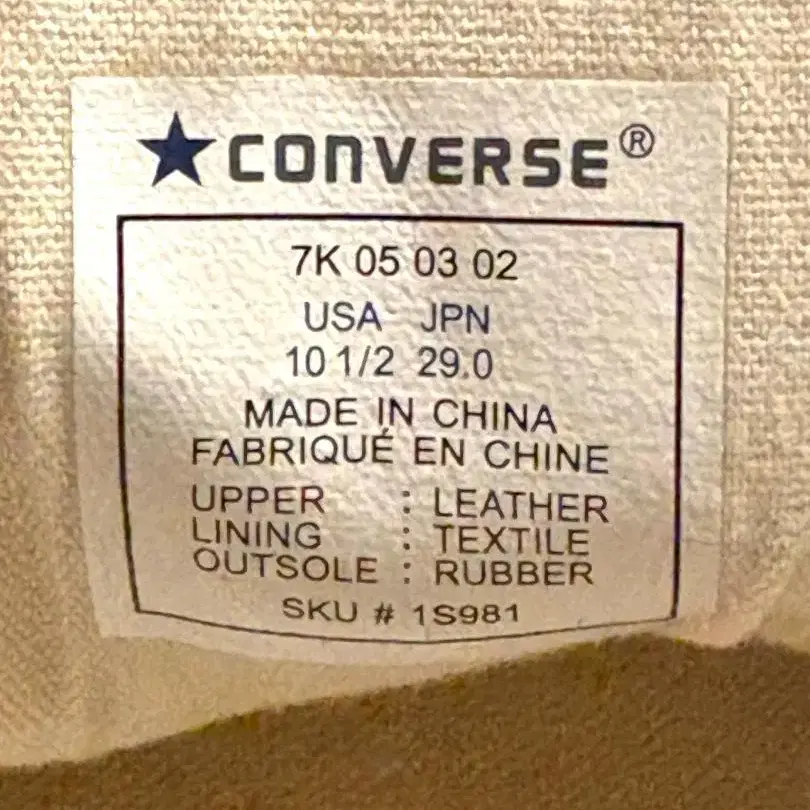 ★CONVERSE®
7K 05 03 02
USA JPN
10 1/2 29.0
MADE IN CHINA
FABRIQUÉ EN CHINE
UPPER : LEATHER
LINING : TEXTILE
OUTSOLE : RUBBER
SKU # 1S981